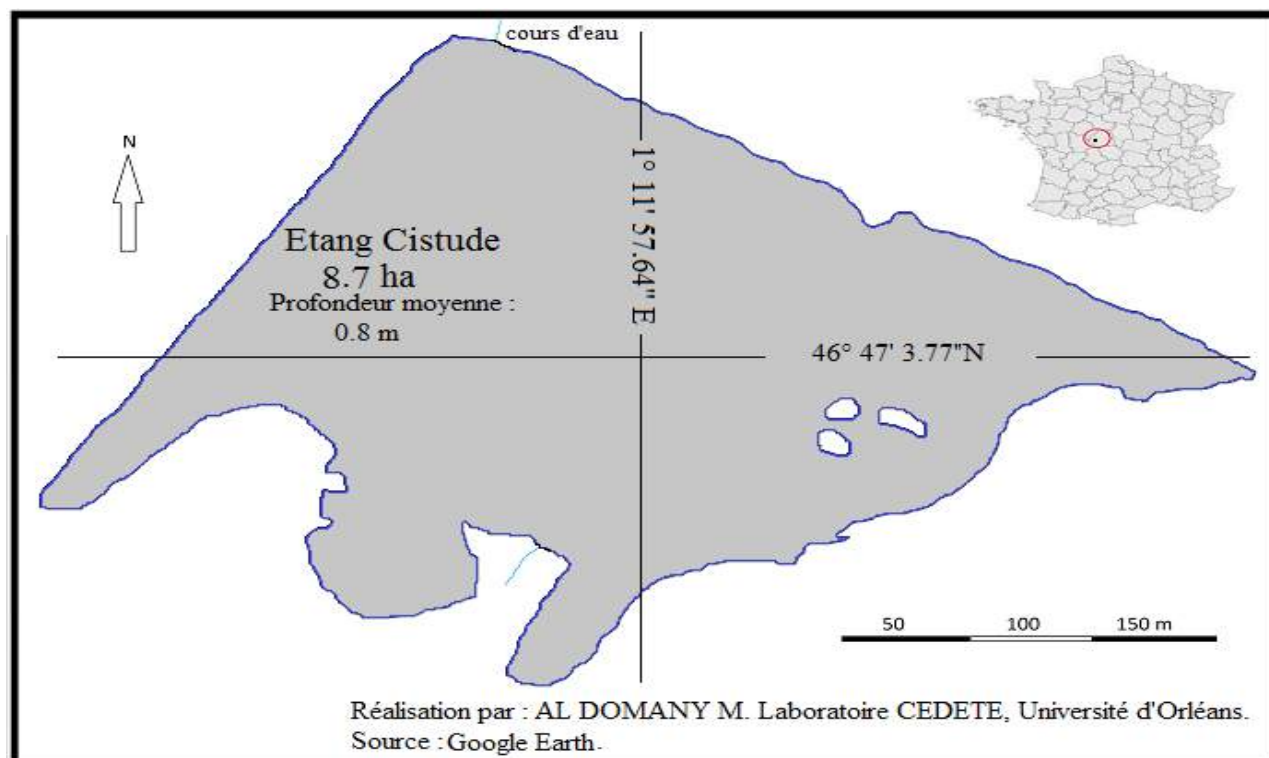 cours d'eau
N
1° 11' 57.64" E
Etang Cistude
8.7 ha
Profondeur moyenne :
0.8 m
46° 47' 3.77"N
50 100 150 m
Réalisation par : AL DOMANY M. Laboratoire CEDETE, Université d'Orléans.
Source : Google Earth.